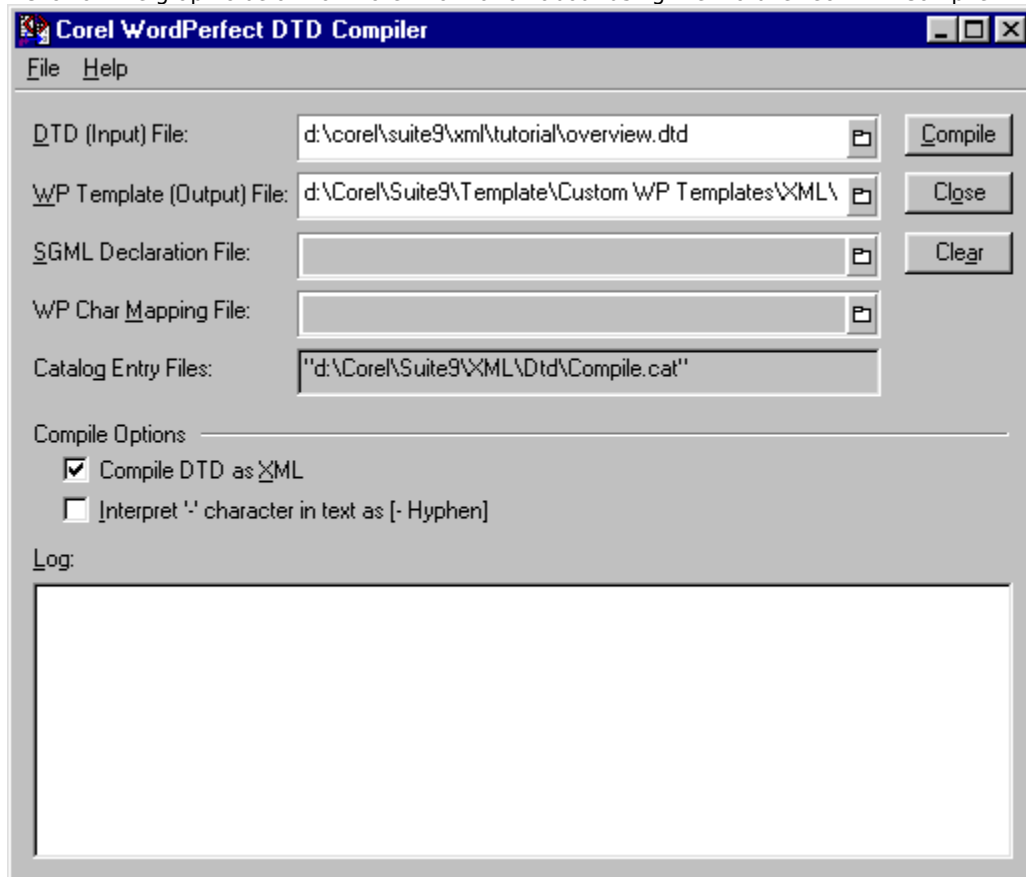 Corel WordPerfect DTD Compiler
File Help
DTD (Input) File: d:\corel\suite9\xml\tutorial\overview.dtd Compile
WP Template (Output) File: d:\Corel\Suite9\Template\Custom WP Templates\XML\ Close
SGML Declaration File: Clear
WP Char Mapping File:
Catalog Entry Files: "d:\Corel\Suite9\XML\Dtd\Compile.cat"
Compile Options
Compile DTD as XML
Interpret '-' character in text as [- Hyphen]
Log: